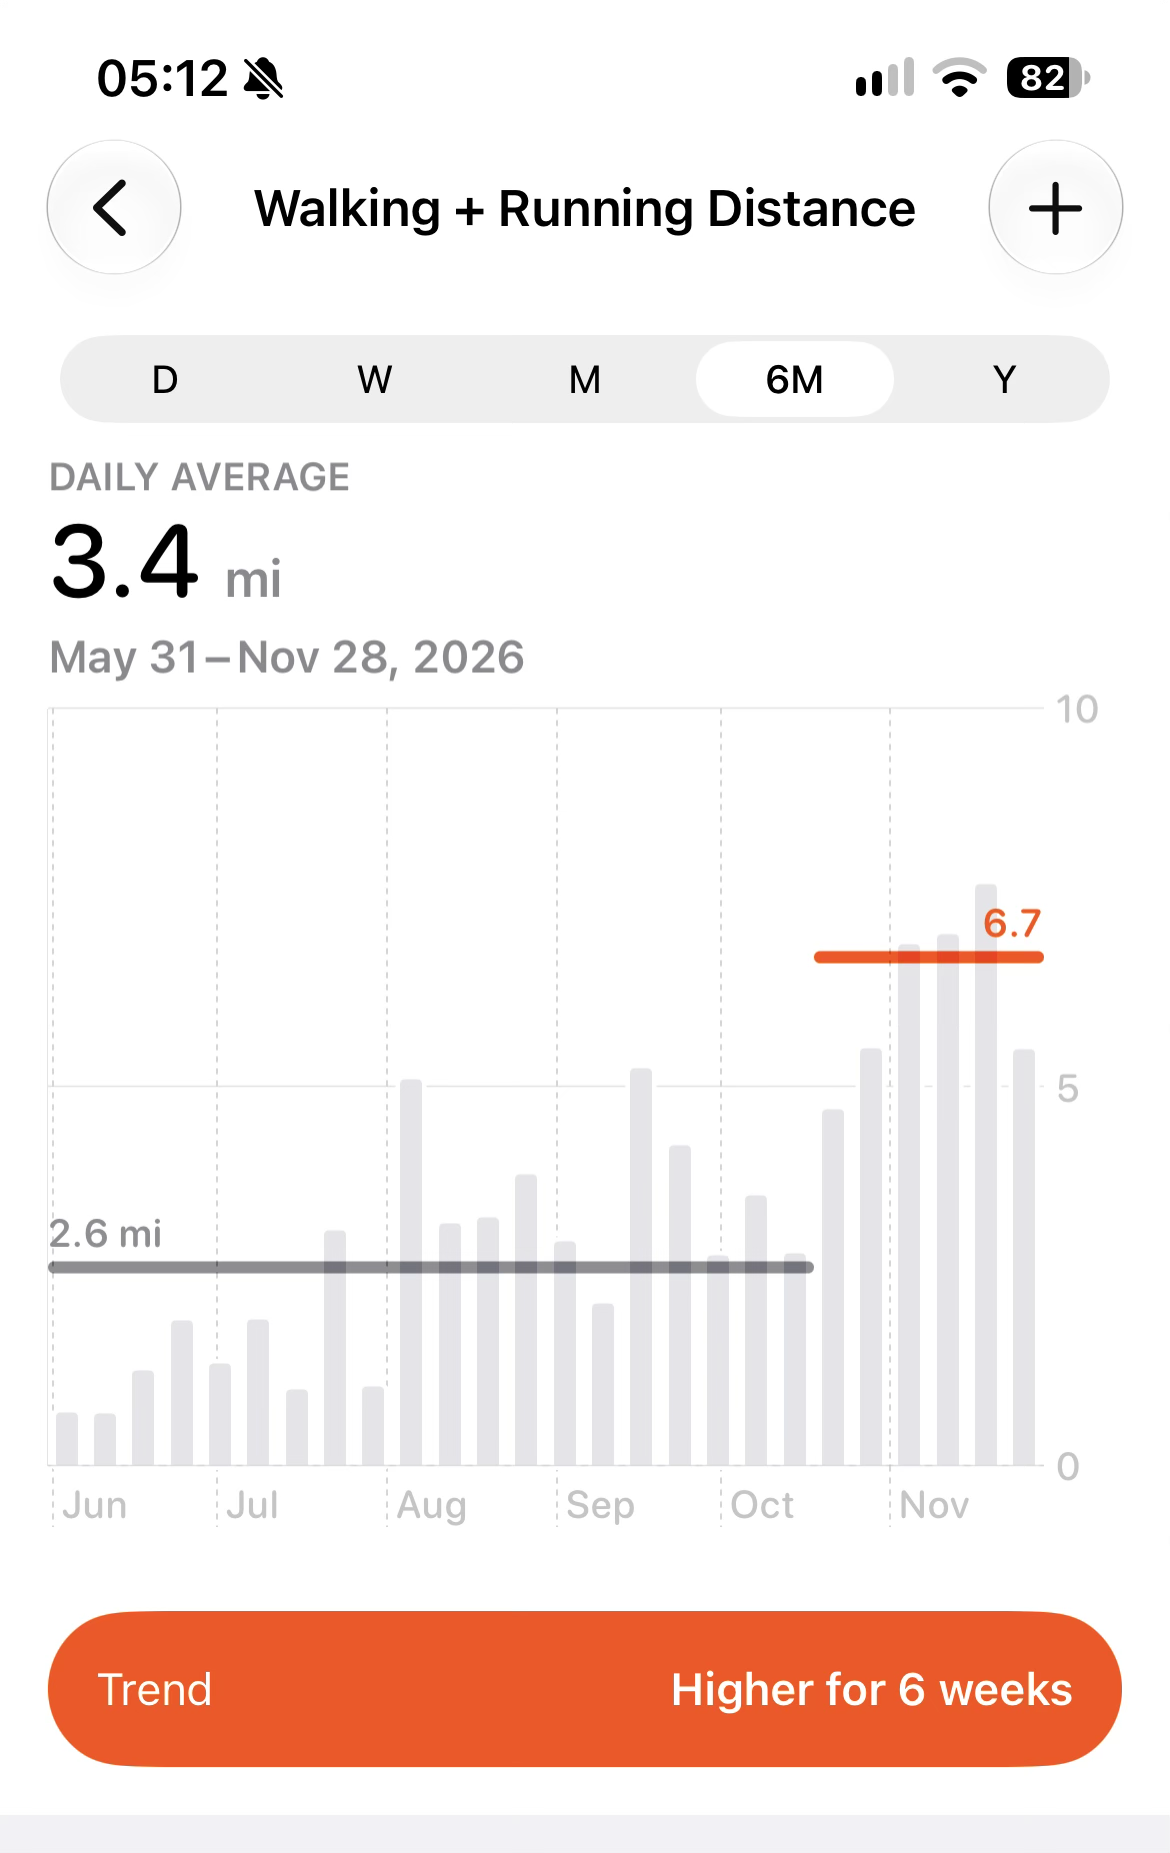 05:12
82
Walking + Running Distance
D W M 6M Y
DAILY AVERAGE
3.4 mi
May 31–Nov 28, 2026
10
6.7
5
2.6 mi
0
Jun Jul Aug Sep Oct Nov
Trend Higher for 6 weeks